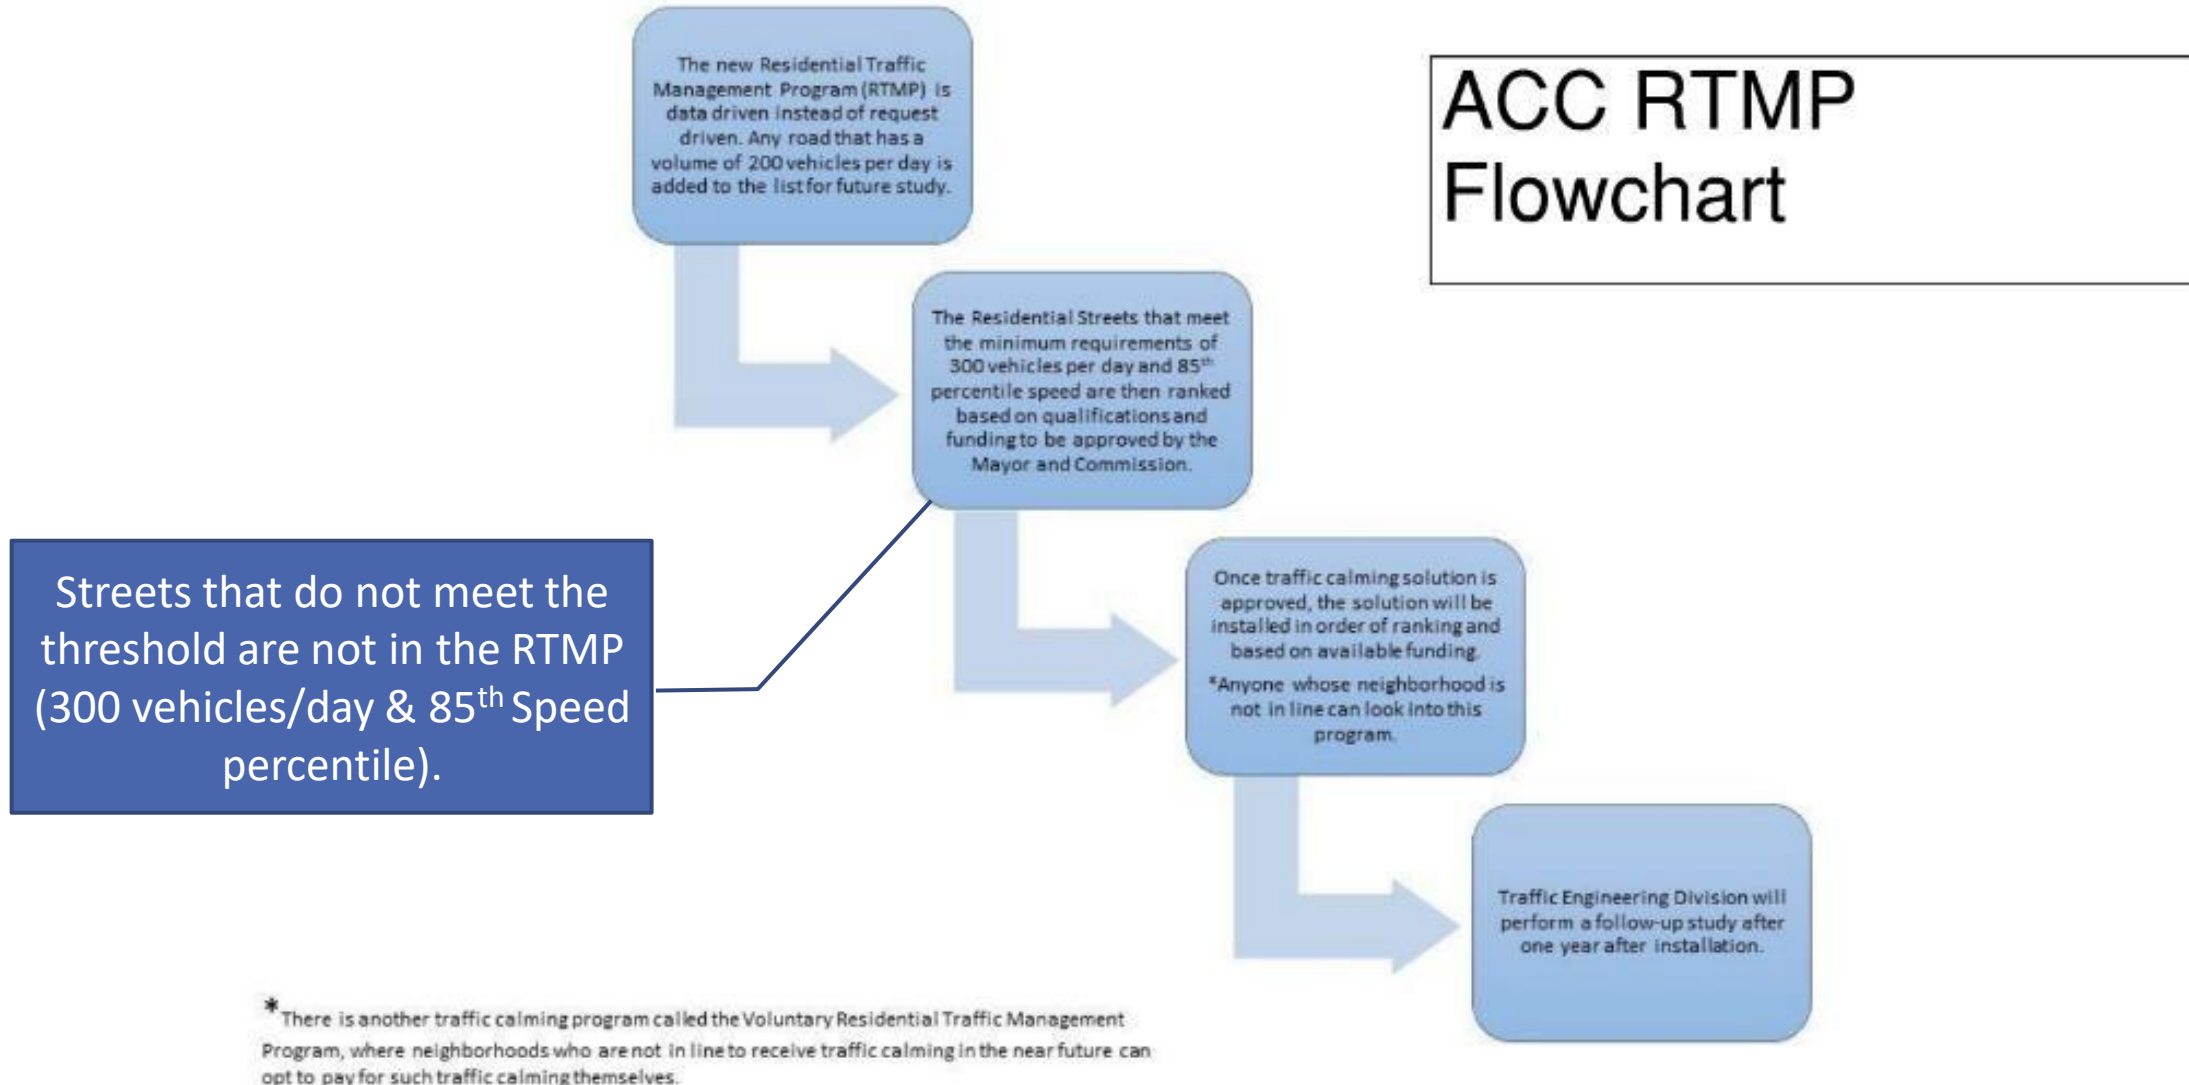 The new Residential Traffic
Management Program (RTMP) is
data driven instead of request
driven. Any road that has a
volume of 200 vehicles per day is
added to the list for future study.
ACC RTMP
Flowchart
The Residential Streets that meet
the minimum requirements of
300 vehicles per day and 85th
percentile speed are then ranked
based on qualifications and
funding to be approved by the
Mayor and Commission.
Streets that do not meet the
threshold are not in the RTMP
(300 vehicles/day & 85th Speed
percentile).
Once traffic calming solution is
approved, the solution will be
installed in order of ranking and
based on available funding.
*Anyone whose neighborhood is
not in line can look into this
program.
Traffic Engineering Division will
perform a follow-up study after
one year after installation.
*There is another traffic calming program called the Voluntary Residential Traffic Management
Program, where neighborhoods who are not in line to receive traffic calming in the near future can
opt to pay for such traffic calming themselves.